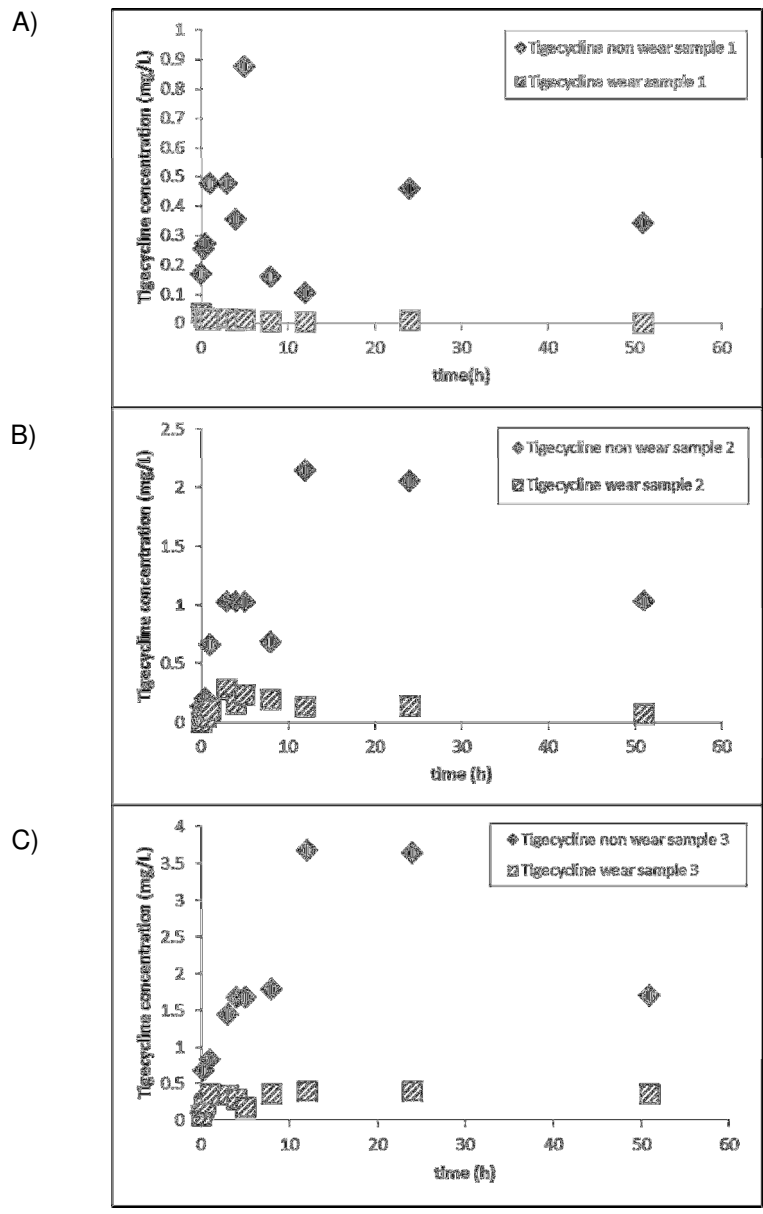 A)
Tigecycline concentration (mg/L)
1
0.9
0.8
0.7
0.6
0.5
0.4
0.3
0.2
0.1
0
0 10 20 30 40 50 60
time(h)
Tigecycline non wear sample 1
Tigecycline wear sample 1
B)
Tigecycline concentration (mg/L)
2.5
2
1.5
1
0.5
0
0 10 20 30 40 50 60
time (h)
Tigecycline non wear sample 2
Tigecycline wear sample 2
C)
Tigecycline concentration (mg/L)
4
3.5
3
2.5
2
1.5
1
0.5
0
0 10 20 30 40 50 60
time (h)
Tigecycline non wear sample 3
Tigecycline wear sample 3